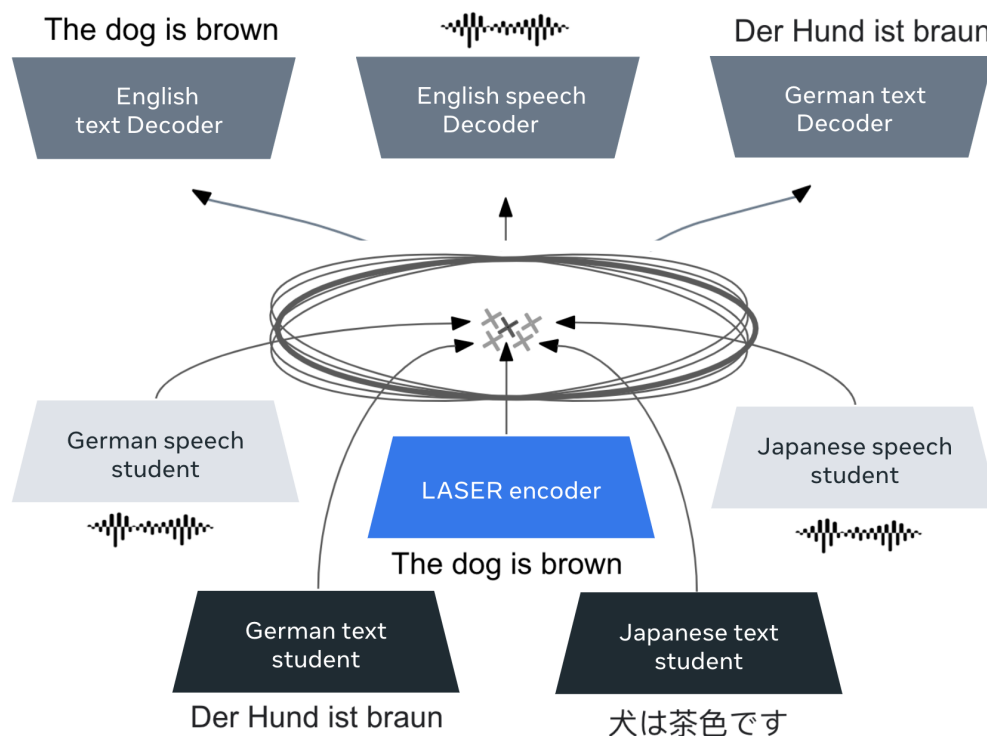 The dog is brown
Der Hund ist braun
English
text Decoder
English speech
Decoder
German text
Decoder
German speech
student
LASER encoder
Japanese speech
student
The dog is brown
German text
student
Japanese text
student
Der Hund ist braun
犬は茶色です